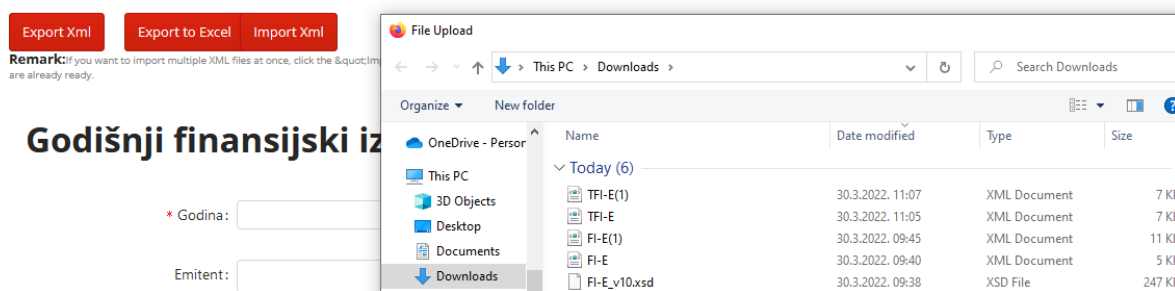 Export Xml Export to Excel Import Xml
Remark:If you want to import multiple XML files at once, click the &quot;Im
are already ready.
Godišnji finansijski iz
* Godina:
Emitent:
File Upload
This PC > Downloads >
Search Downloads
Organize New folder
OneDrive - Person
This PC
3D Objects
Desktop
Documents
Downloads
Name Date modified Type Size
Today (6)
TFI-E(1) 30.3.2022. 11:07 XML Document 7 K
TFI-E 30.3.2022. 11:05 XML Document 7 K
FI-E(1) 30.3.2022. 09:45 XML Document 11 K
FI-E 30.3.2022. 09:40 XML Document 5 K
FI-E_v10.xsd 30.3.2022. 09:38 XSD File 247 K